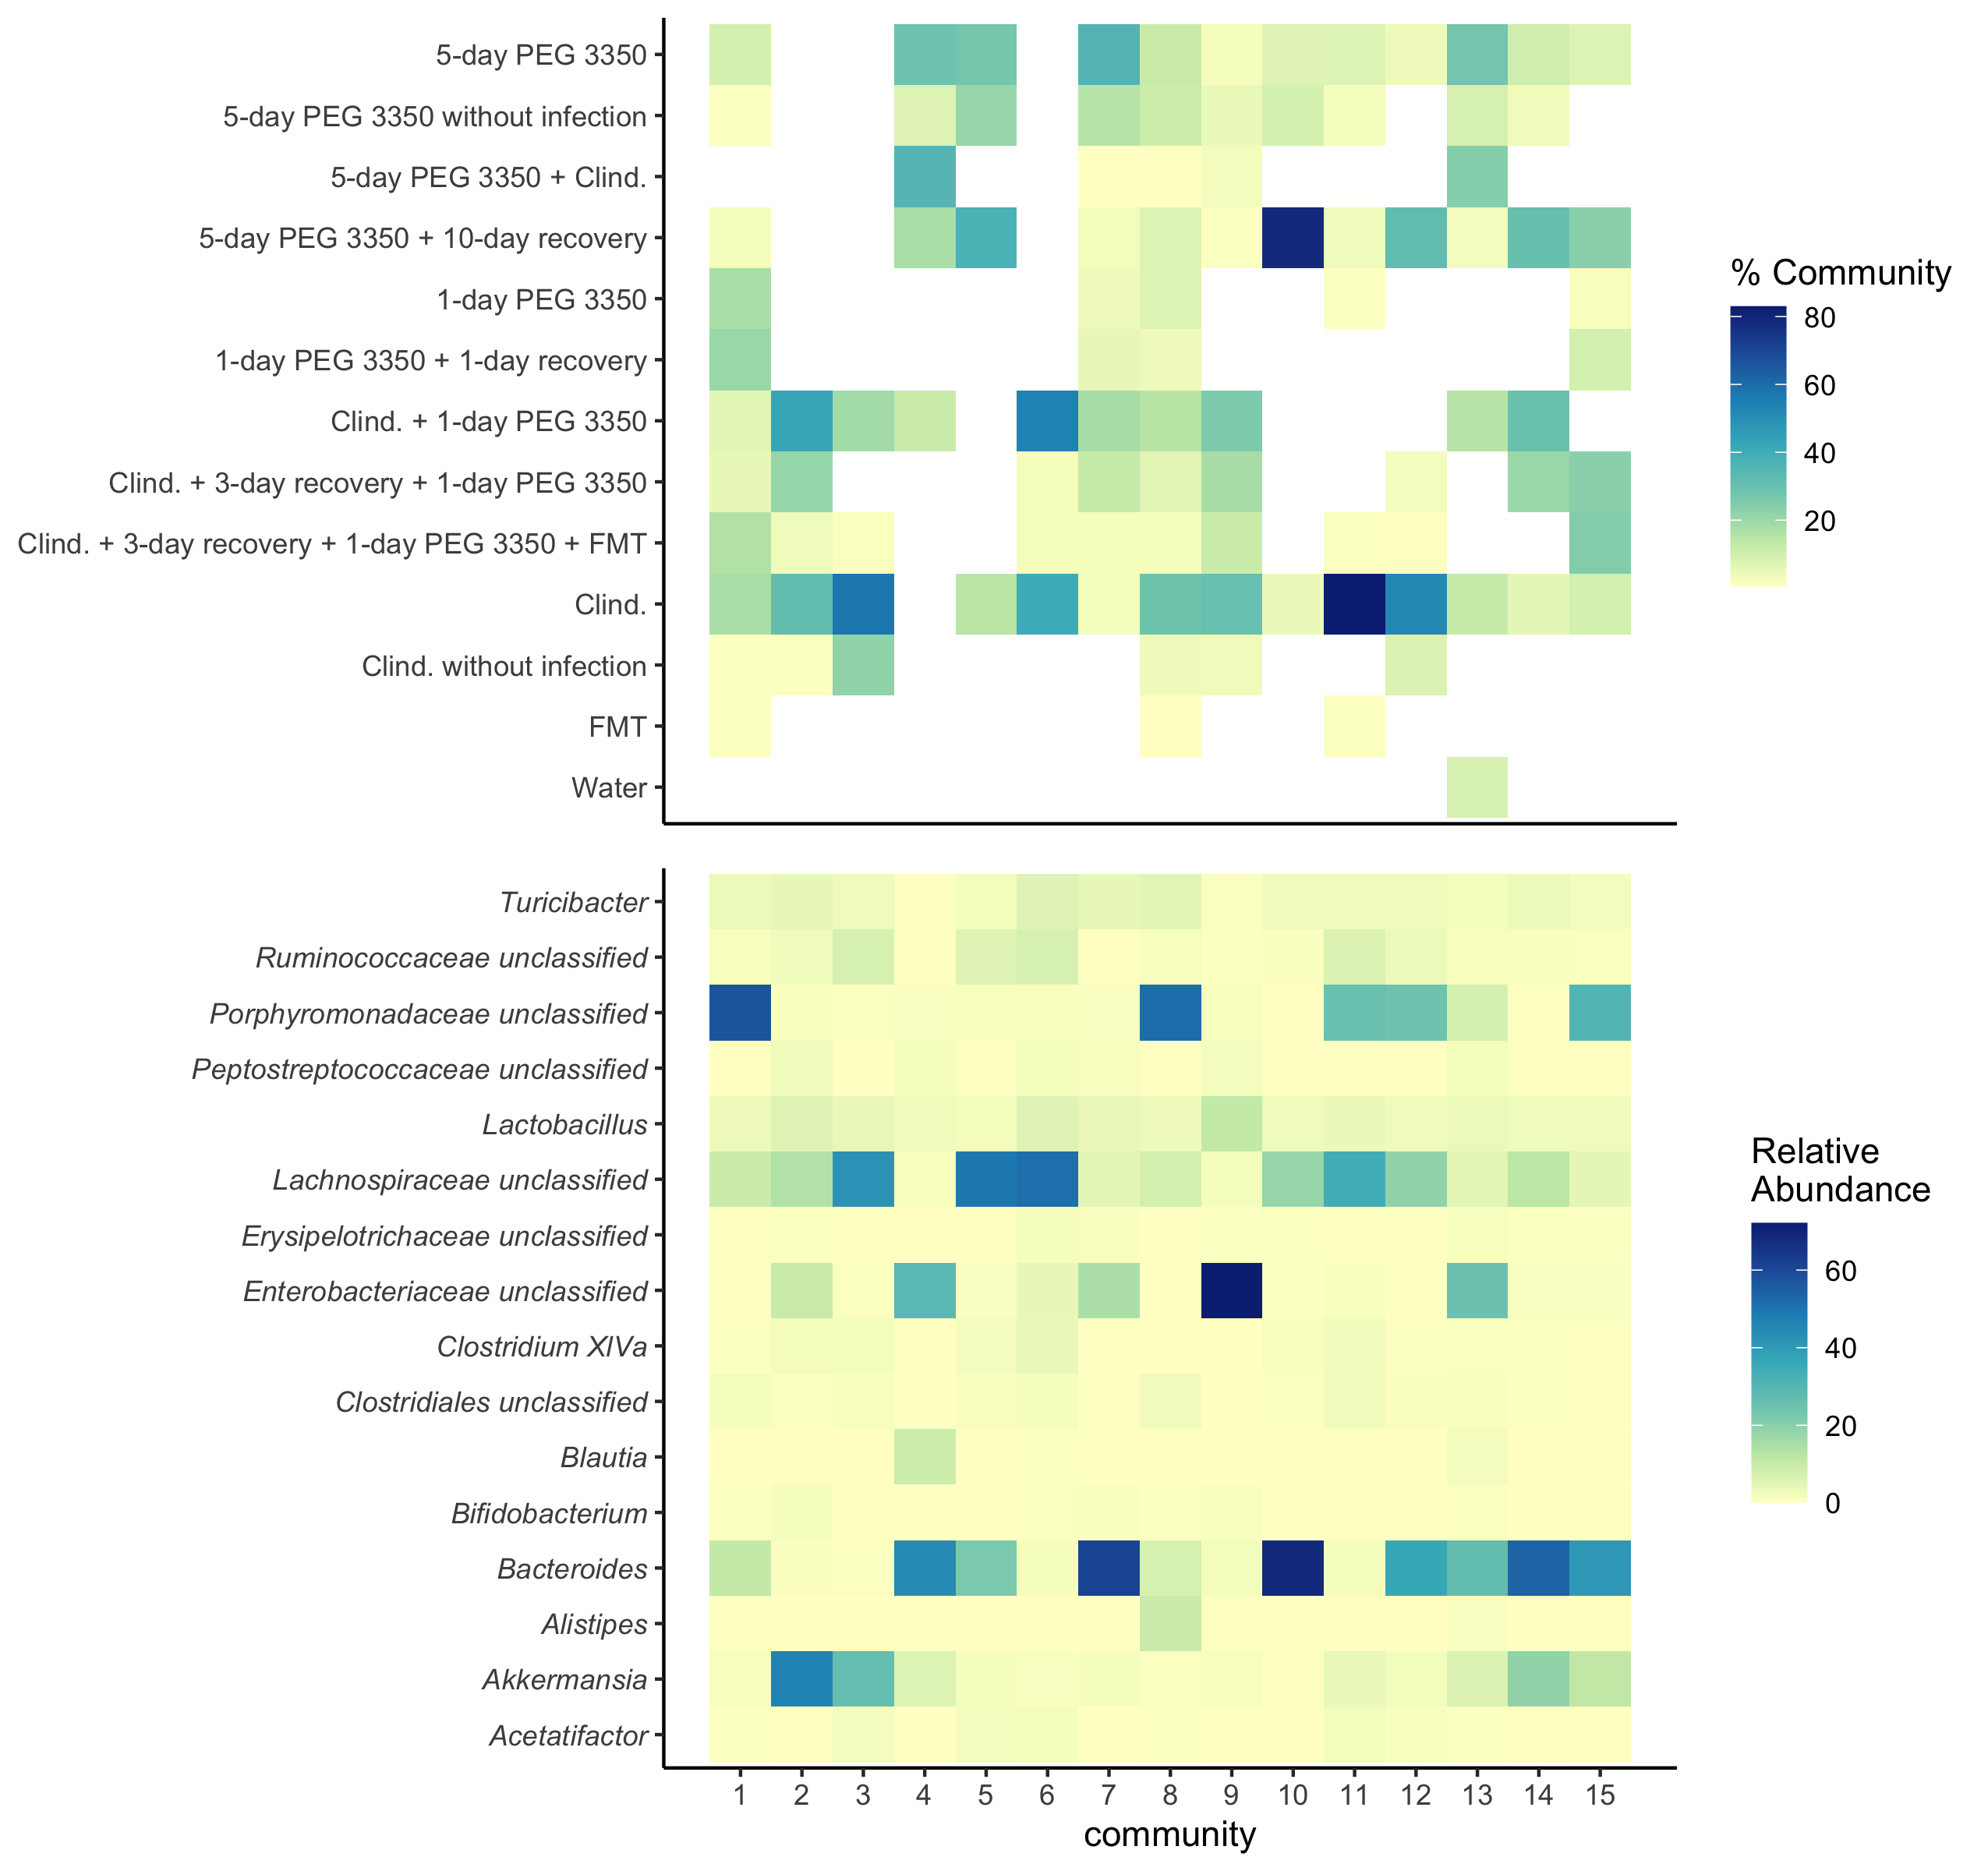 5-day PEG 3350
5-day PEG 3350 without infection
5-day PEG 3350 + Clind.
5-day PEG 3350 + 10-day recovery
1-day PEG 3350
1-day PEG 3350 + 1-day recovery
Clind. + 1-day PEG 3350
Clind. + 3-day recovery + 1-day PEG 3350
Clind. + 3-day recovery + 1-day PEG 3350 + FMT
Clind.
Clind. without infection
FMT
Water
% Community
80
60
40
20
Turicibacter
Ruminococcaceae unclassified
Porphyromonadaceae unclassified
Peptostreptococcaceae unclassified
Lactobacillus
Lachnospiraceae unclassified
Erysipelotrichaceae unclassified
Enterobacteriaceae unclassified
Clostridium XlVa
Clostridiales unclassified
Blautia
Bifidobacterium
Bacteroides
Alistipes
Akkermansia
Acetatifactor
Relative
Abundance
60
40
20
0
1 2 3 4 5 6 7 8 9 10 11 12 13 14 15
community